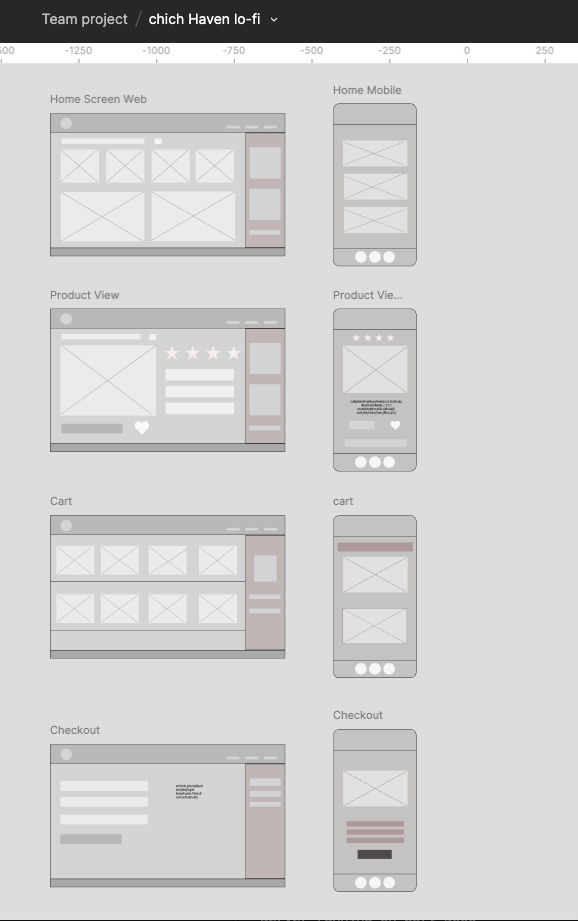 Team project / chich Haven lo-fi
-1250 -1000 -750 -500 -250 0 250
Home Screen Web
Home Mobile
Product View
Product Vie...
Cart
cart
Checkout
Checkout